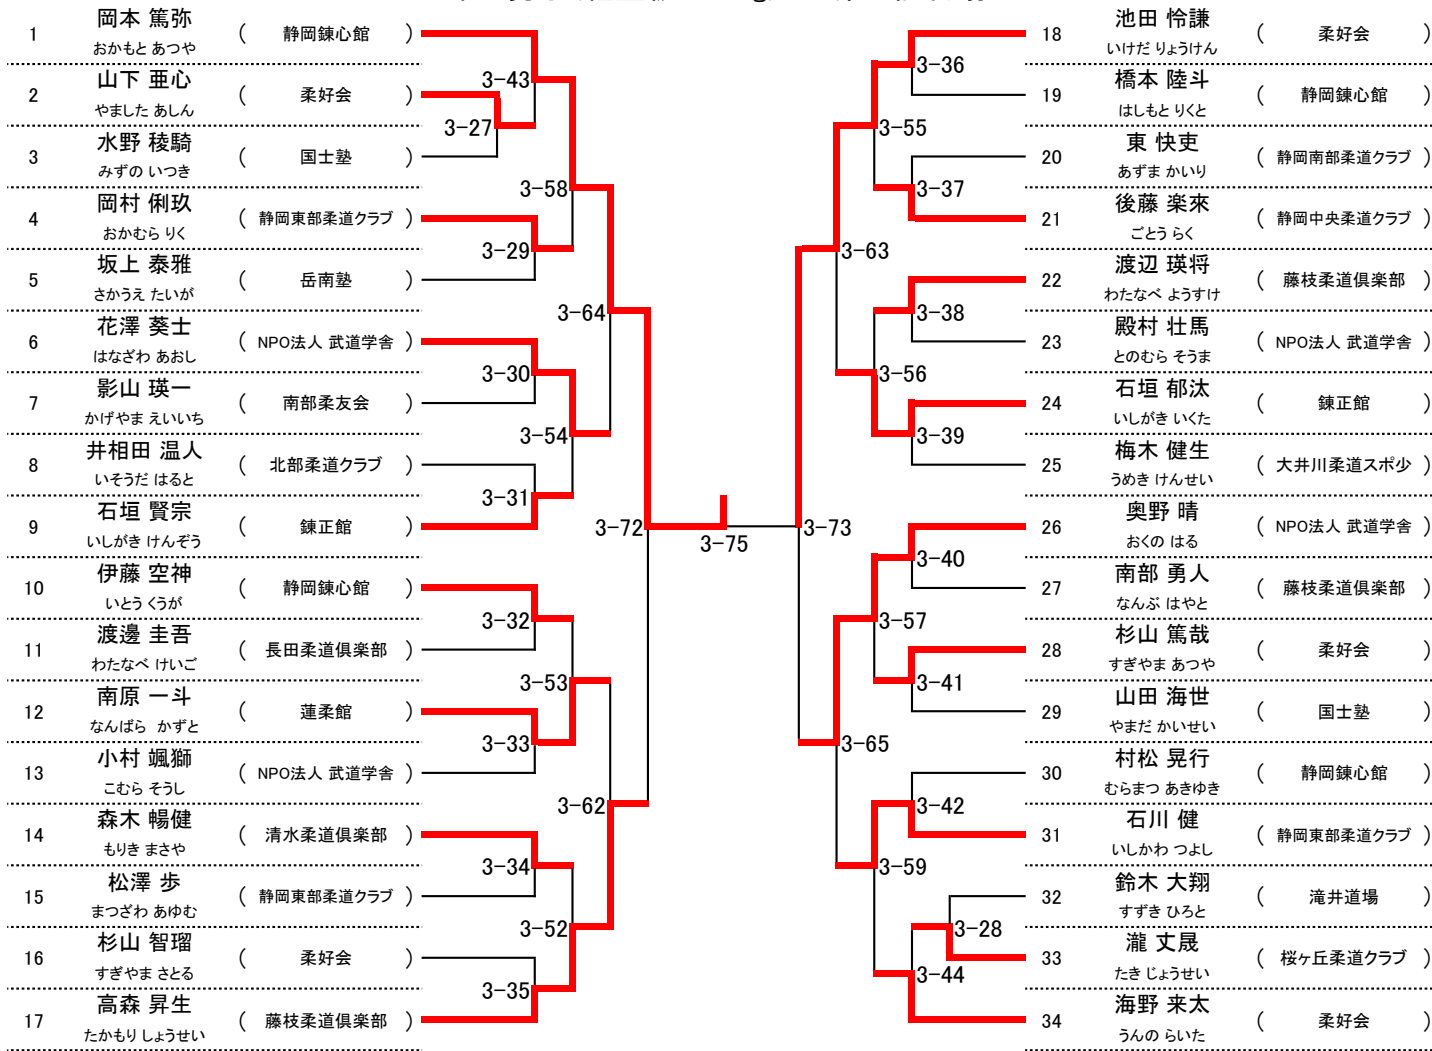 1 岡本 篤弥 ( 静岡錬心館 )
おかもと あつや
2 山下 亜心 ( 柔好会 )
やました あしん
3 水野 稜騎 ( 国士塾 )
みずの いつき
4 岡村 俐玖 ( 静岡東部柔道クラブ )
おかむら りく
5 坂上 泰雅 ( 岳南塾 )
さかうえ たいが
6 花澤 葵士 ( NPO法人 武道学舎 )
はなざわ あおし
7 影山 瑛一 ( 南部柔友会 )
かげやま えいいち
8 井相田 温人 ( 北部柔道クラブ )
いそうだ はると
9 石垣 賢宗 ( 錬正館 )
いしがき けんぞう
10 伊藤 空神 ( 静岡錬心館 )
いとう くうが
11 渡邊 圭吾 ( 長田柔道倶楽部 )
わたなべ けいご
12 南原 一斗 ( 蓮柔館 )
なんばら かずと
13 小村 颯獅 ( NPO法人 武道学舎 )
こむら そうし
14 森木 暢健 ( 清水柔道倶楽部 )
もりき まさや
15 松澤 歩 ( 静岡東部柔道クラブ )
まつざわ あゆむ
16 杉山 智瑠 ( 柔好会 )
すぎやま さとる
17 高森 昇生 ( 藤枝柔道倶楽部 )
たかもり しょうせい
3-43
3-27
3-58
3-29
3-64
3-30
3-54
3-31
3-72
3-32
3-53
3-33
3-62
3-34
3-52
3-35
3-75
3-73
3-36
3-55
3-37
3-63
3-38
3-56
3-39
3-40
3-57
3-41
3-65
3-42
3-59
3-28
3-44
18 池田 怜謙 ( 柔好会 )
いけだ りょうけん
19 橋本 陸斗 ( 静岡錬心館 )
はしもと りくと
20 東 快吏 ( 静岡南部柔道クラブ )
あずま かいり
21 後藤 楽來 ( 静岡中央柔道クラブ )
ごとう らく
22 渡辺 瑛将 ( 藤枝柔道倶楽部 )
わたなべ ようすけ
23 殿村 壮馬 ( NPO法人 武道学舎 )
とのむら そうま
24 石垣 郁汰 ( 錬正館 )
いしがき いくた
25 梅木 健生 ( 大井川柔道スポ少 )
うめき けんせい
26 奥野 晴 ( NPO法人 武道学舎 )
おくの はる
27 南部 勇人 ( 藤枝柔道倶楽部 )
なんぶ はやと
28 杉山 篤哉 ( 柔好会 )
すぎやま あつや
29 山田 海世 ( 国士塾 )
やまだ かいせい
30 村松 晃行 ( 静岡錬心館 )
むらまつ あきゆき
31 石川 健 ( 静岡東部柔道クラブ )
いしかわ つよし
32 鈴木 大翔 ( 滝井道場 )
すずき ひろと
33 瀧 丈晟 ( 桜ヶ丘柔道クラブ )
たき じょうせい
34 海野 来太 ( 柔好会 )
うんの らいた